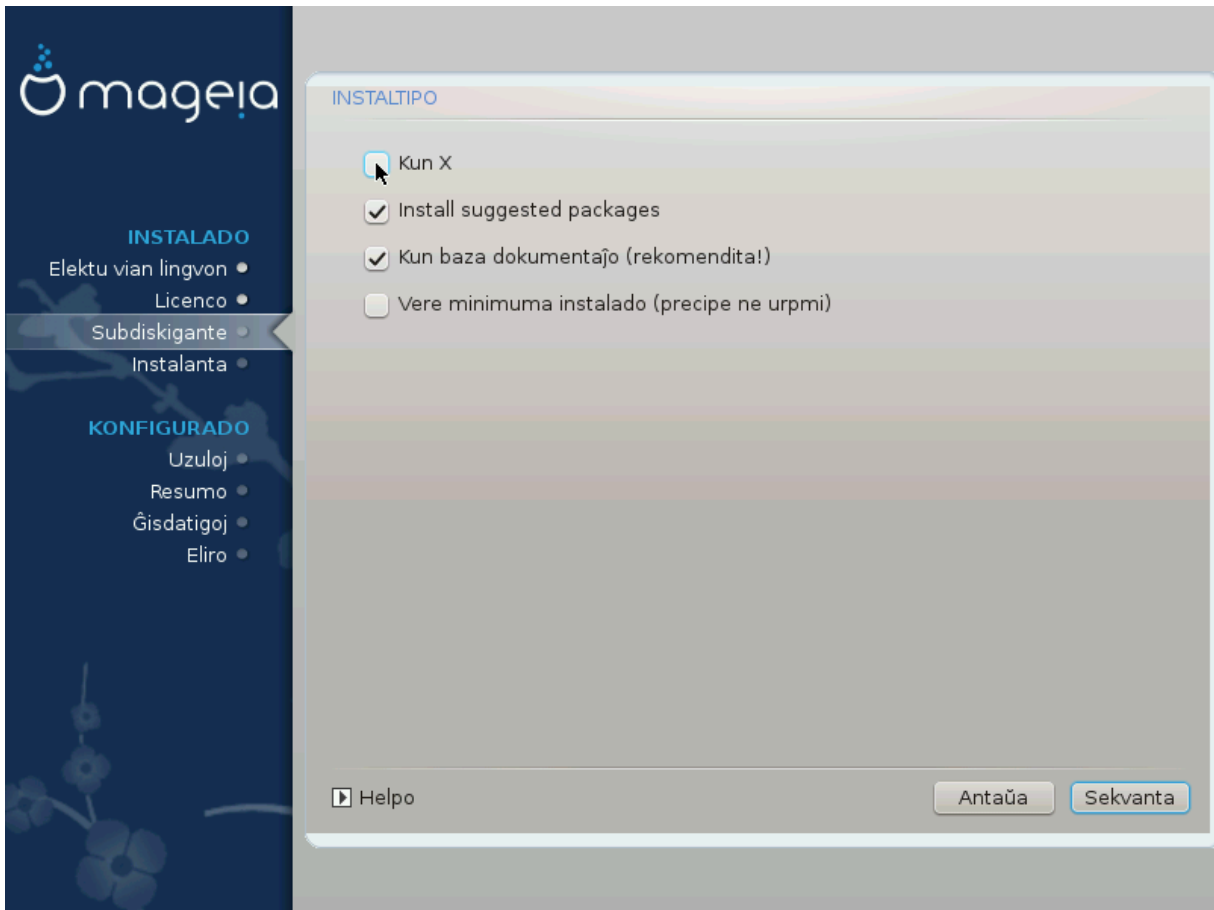 mageia
INSTALADO
Elektu vian lingvon
Licenco
Subdiskigante
Instalanta
KONFIGURADO
Uzuloj
Resumo
Ĝisdatigoj
Eliro
INSTALTIPO
Kun X
Install suggested packages
Kun baza dokumentaĵo (rekomendita!)
Vere minimuma instalado (precipe ne urpmi)
Helpo
Antaŭa
Sekvanta